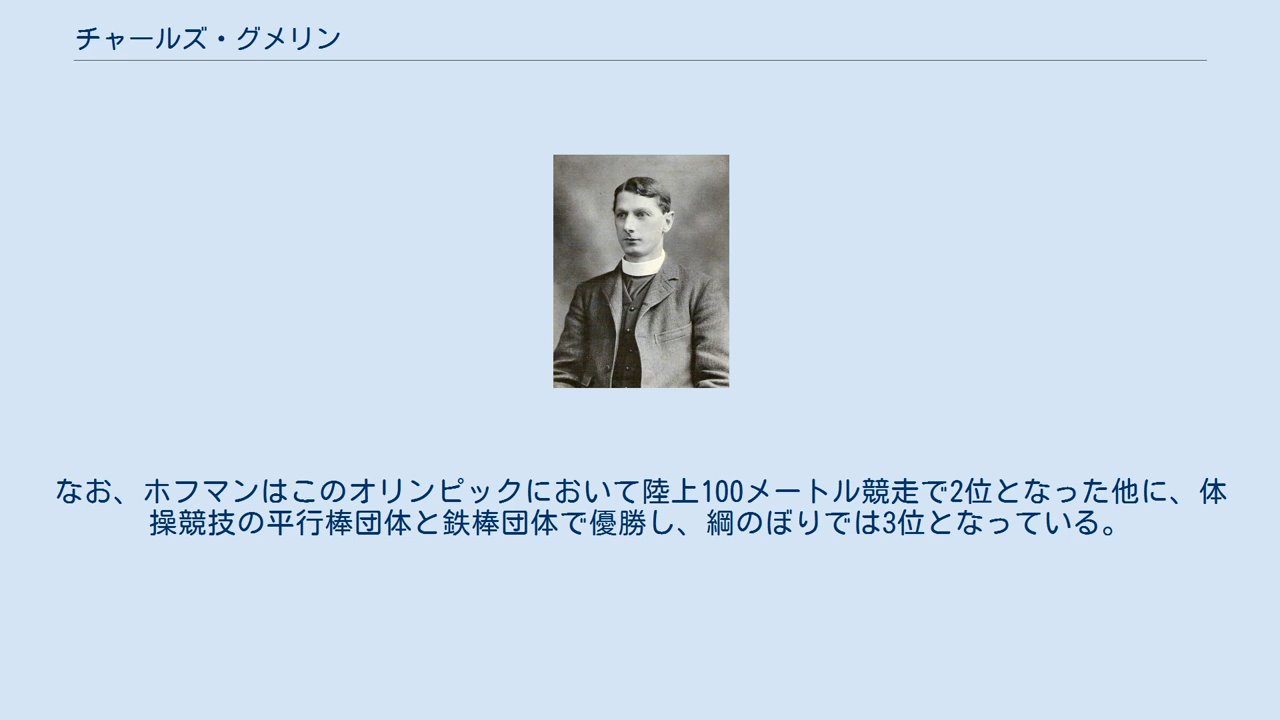 チャールズ・グメリン
なお、ホフマンはこのオリンピックにおいて陸上100メートル競走で2位となった他に、体
操競技の平行棒団体と鉄棒団体で優勝し、綱のぼりでは3位となっている。